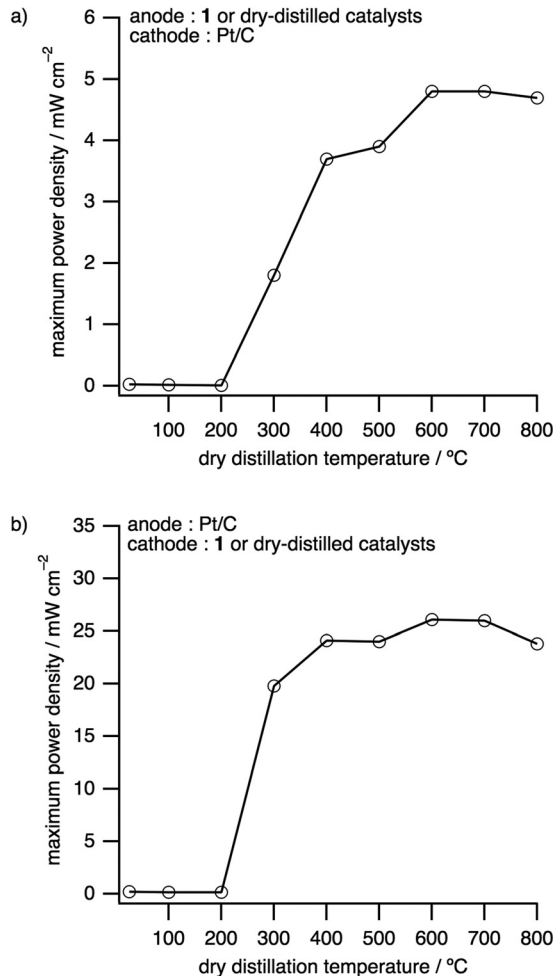 a)
anode : 1 or dry-distilled catalysts
cathode : Pt/C
maximum power density / mW cm⁻²
6
5
4
3
2
1
0
100 200 300 400 500 600 700 800
dry distillation temperature / ºC
b)
anode : Pt/C
cathode : 1 or dry-distilled catalysts
maximum power density / mW cm⁻²
35
30
25
20
15
10
5
0
100 200 300 400 500 600 700 800
dry distillation temperature / ºC